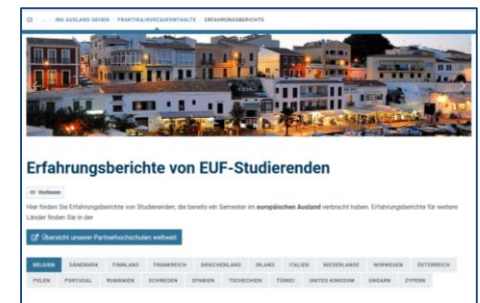 ... INS AUSLAND GEHEN PRAKTIKA/KURZAUFENTHALTE ERFAHRUNGSBERICHTE
Erfahrungsberichte von EUF-Studierenden
Vorlesen
Hier finden Sie Erfahrungsberichte von Studierenden, die bereits ein Semester im europäischen Ausland verbracht haben. Erfahrungsberichte für weitere
Länder finden Sie in der
Übersicht unserer Partnerhochschulen weltweit
BELGIEN DÄNEMARK FINNLAND FRANKREICH GRIECHENLAND IRLAND ITALIEN NIEDERLANDE NORWEGEN ÖSTERREICH
POLEN PORTUGAL RUMÄNIEN SCHWEDEN SPANIEN TSCHECHIEN TÜRKEI UNITED KINGDOM UNGARN ZYPERN